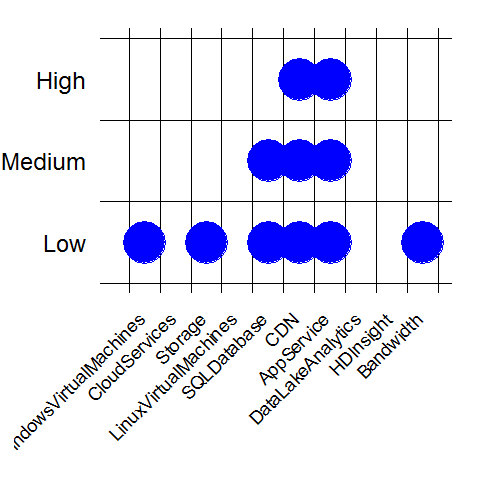 High
Medium
Low
ndowsVirtualMachines
CloudServices
Storage
LinuxVirtualMachines
SQLDatabase
CDN
AppService
DataLakeAnalytics
HDInsight
Bandwidth